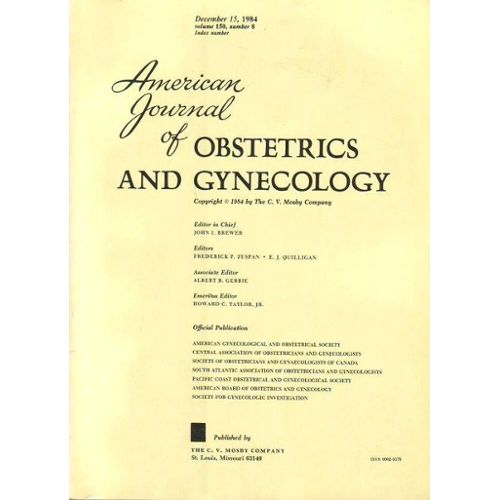 December 15, 1984
volume 150, number 8
Index number
American
Journal
of OBSTETRICS
AND GYNECOLOGY
Copyright © 1984 by The C. V. Mosby Company
Editor in Chief
JOHN I. BREWER
Editors
FREDERICK P. ZUSPAN • E. J. QUILLIGAN
Associate Editor
ALBERT B. GERBIE
Emeritus Editor
HOWARD C. TAYLOR, JR.
Official Publication
AMERICAN GYNECOLOGICAL AND OBSTETRICAL SOCIETY
CENTRAL ASSOCIATION OF OBSTETRICIANS AND GYNECOLOGISTS
SOCIETY OF OBSTETRICIANS AND GYNAECOLOGISTS OF CANADA
SOUTH ATLANTIC ASSOCIATION OF OBSTETRICIANS AND GYNECOLOGISTS
PACIFIC COAST OBSTETRICAL AND GYNECOLOGICAL SOCIETY
AMERICAN BOARD OF OBSTETRICS AND GYNECOLOGY
SOCIETY FOR GYNECOLOGIC INVESTIGATION
Published by
THE C. V. MOSBY COMPANY
St. Louis, Missouri 63146
ISSN 0002-9378